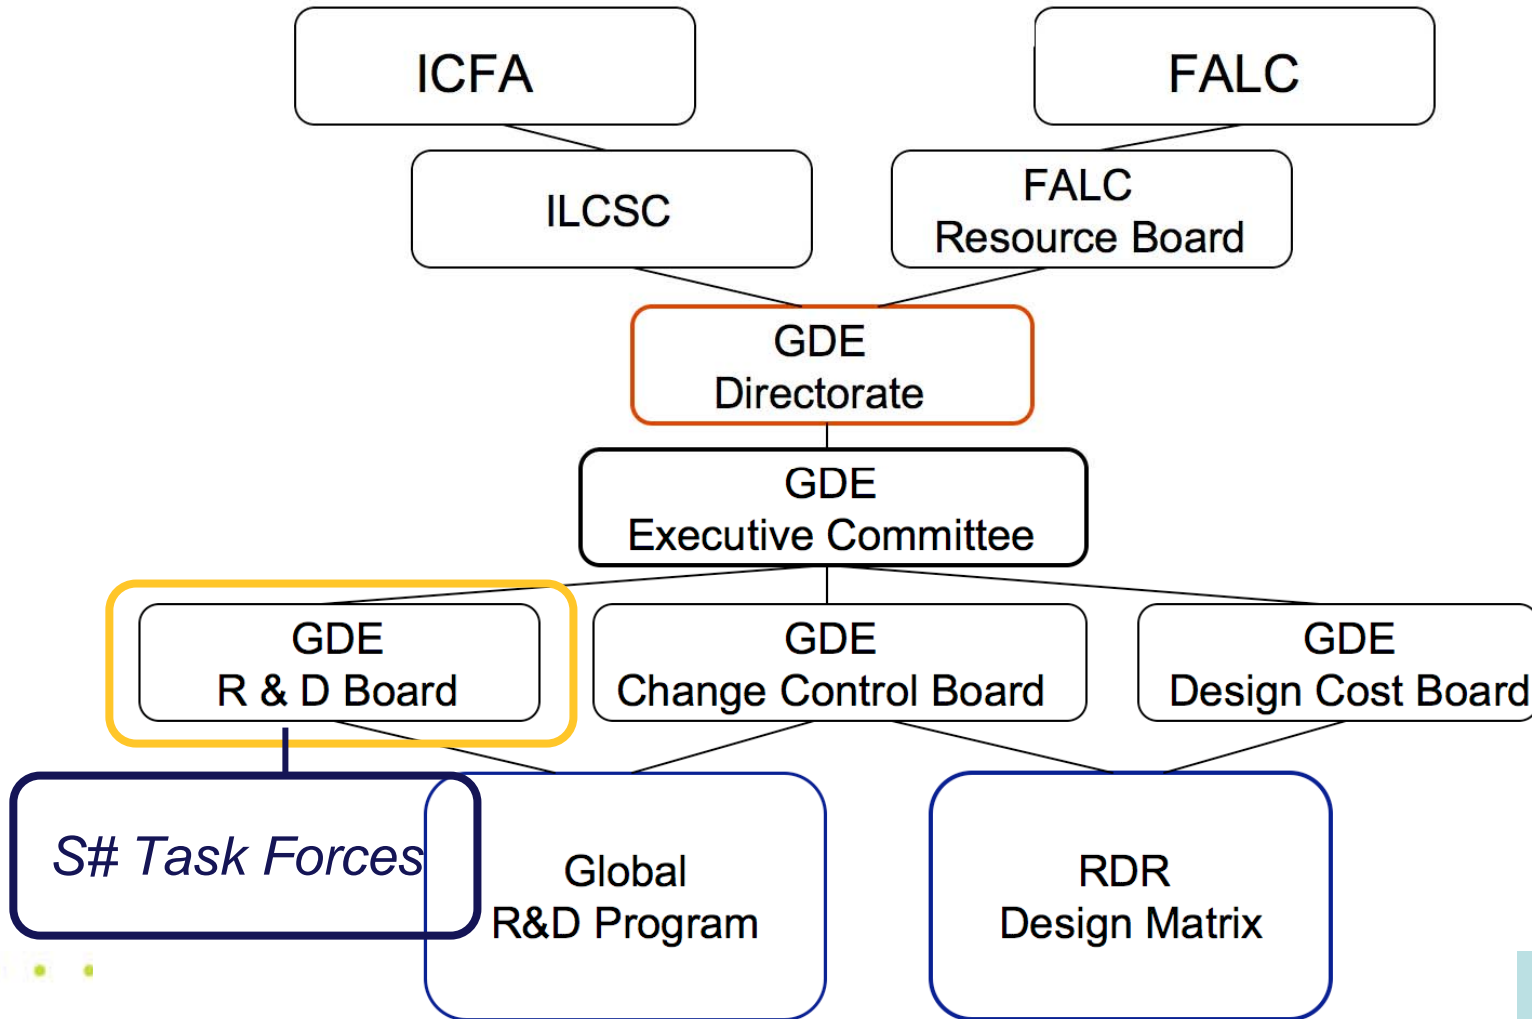 ICFA
FALC
ILCSC
FALC
Resource Board
GDE
Directorate
GDE
Executive Committee
GDE
R & D Board
GDE
Change Control Board
GDE
Design Cost Board
S# Task Forces
Global
R&D Program
RDR
Design Matrix